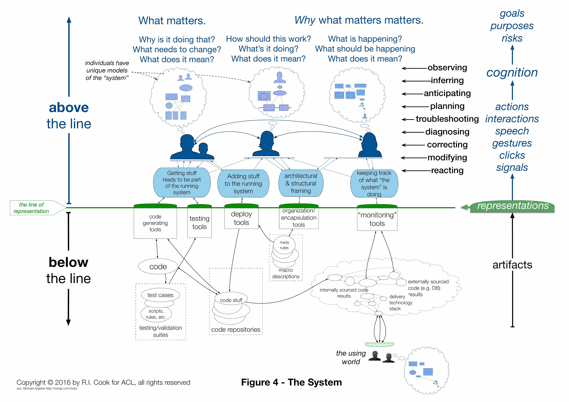 What matters.
Why what matters matters.
Why is it doing that?
What needs to change?
What does it mean?
How should this work?
What's it doing?
What does it mean?
What is happening?
What should be happening
What does it mean?
goals
purposes
risks
cognition
actions
interactions
speech
gestures
clicks
signals
individuals have
unique models
of the "system"
observing
inferring
anticipating
planning
troubleshooting
diagnosing
correcting
modifying
reacting
above
the line
Getting stuff
ready to be part
of the running
system
Adding stuff
to the running
system
architectural
& structural
framing
keeping track
of what "the
system" is
doing
the line of
representation
representations
code
generating
tools
testing
tools
deploy
tools
organization/
encapsulation
tools
"monitoring"
tools
below
the line
artifacts
code
meta
rules
macro
descriptions
test cases
scripts,
rules, etc.
testing/validation
suites
code stuff
code repositories
internally sourced code
results
externally sourced
code (e.g. DB)
results
delivery
technology
stack
the using
world
Copyright © 2016 by R.I. Cook for ACL, all rights reserved
Figure 4 - The System